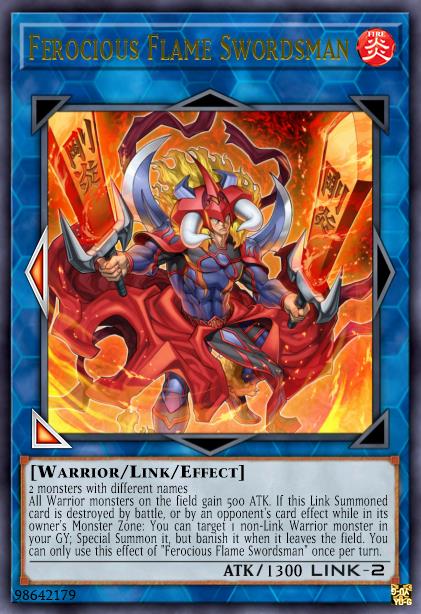 Ferocious Flame Swordsman
FIRE
炎
[Warrior/Link/Effect]
2 monsters with different names
All Warrior monsters on the field gain 500 ATK. If this Link Summoned
card is destroyed by battle, or by an opponent's card effect while in its
owner's Monster Zone: You can target 1 non-Link Warrior monster in
your GY; Special Summon it, but banish it when it leaves the field. You
can only use this effect of "Ferocious Flame Swordsman" once per turn.
ATK/1300 LINK-2
98642179